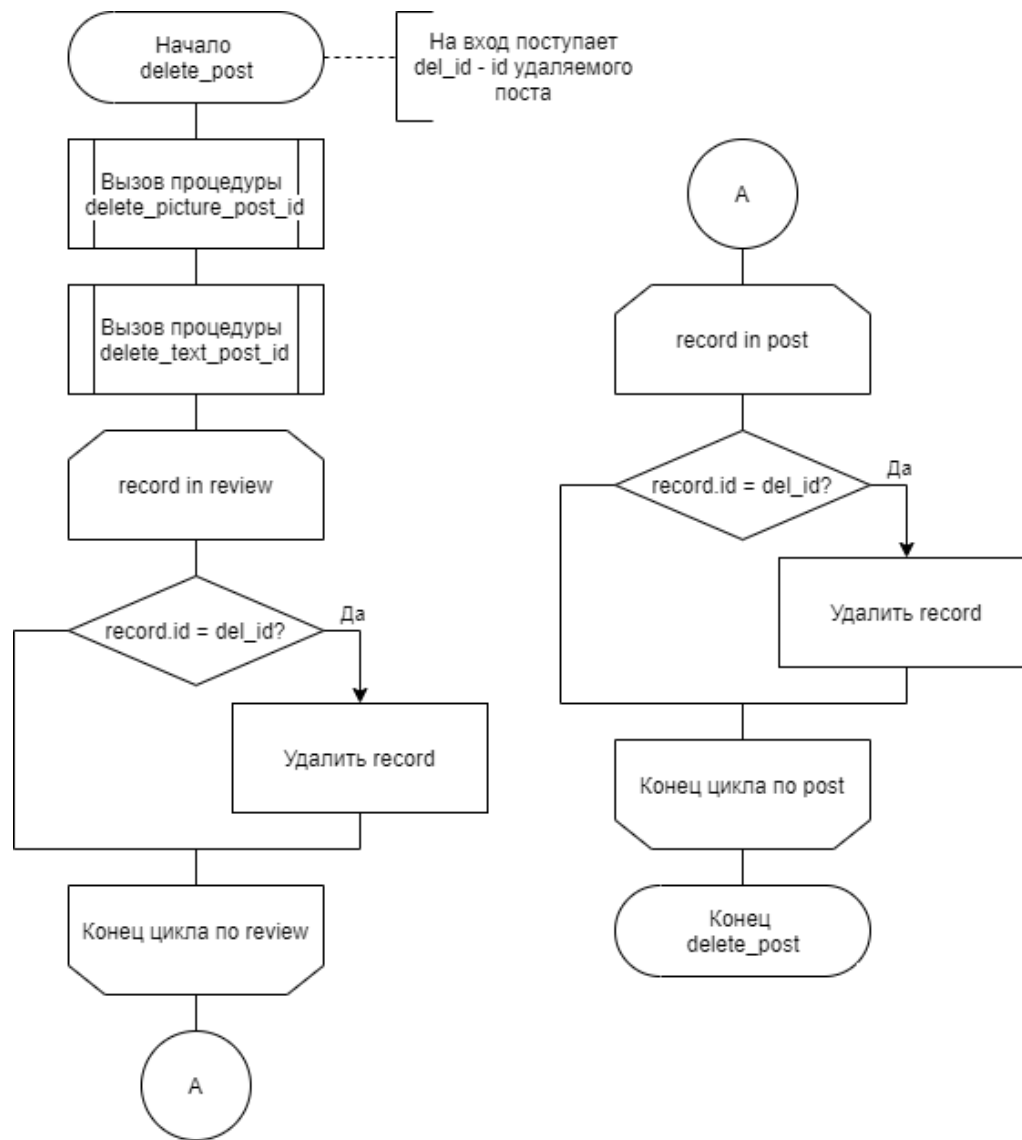 Начало
delete_post
На вход поступает
del_id - id удаляемого
поста
Вызов процедуры
delete_picture_post_id
Вызов процедуры
delete_text_post_id
record in review
record.id = del_id?
Да
Удалить record
Конец цикла по review
A
A
record in post
record.id = del_id?
Да
Удалить record
Конец цикла по post
Конец
delete_post